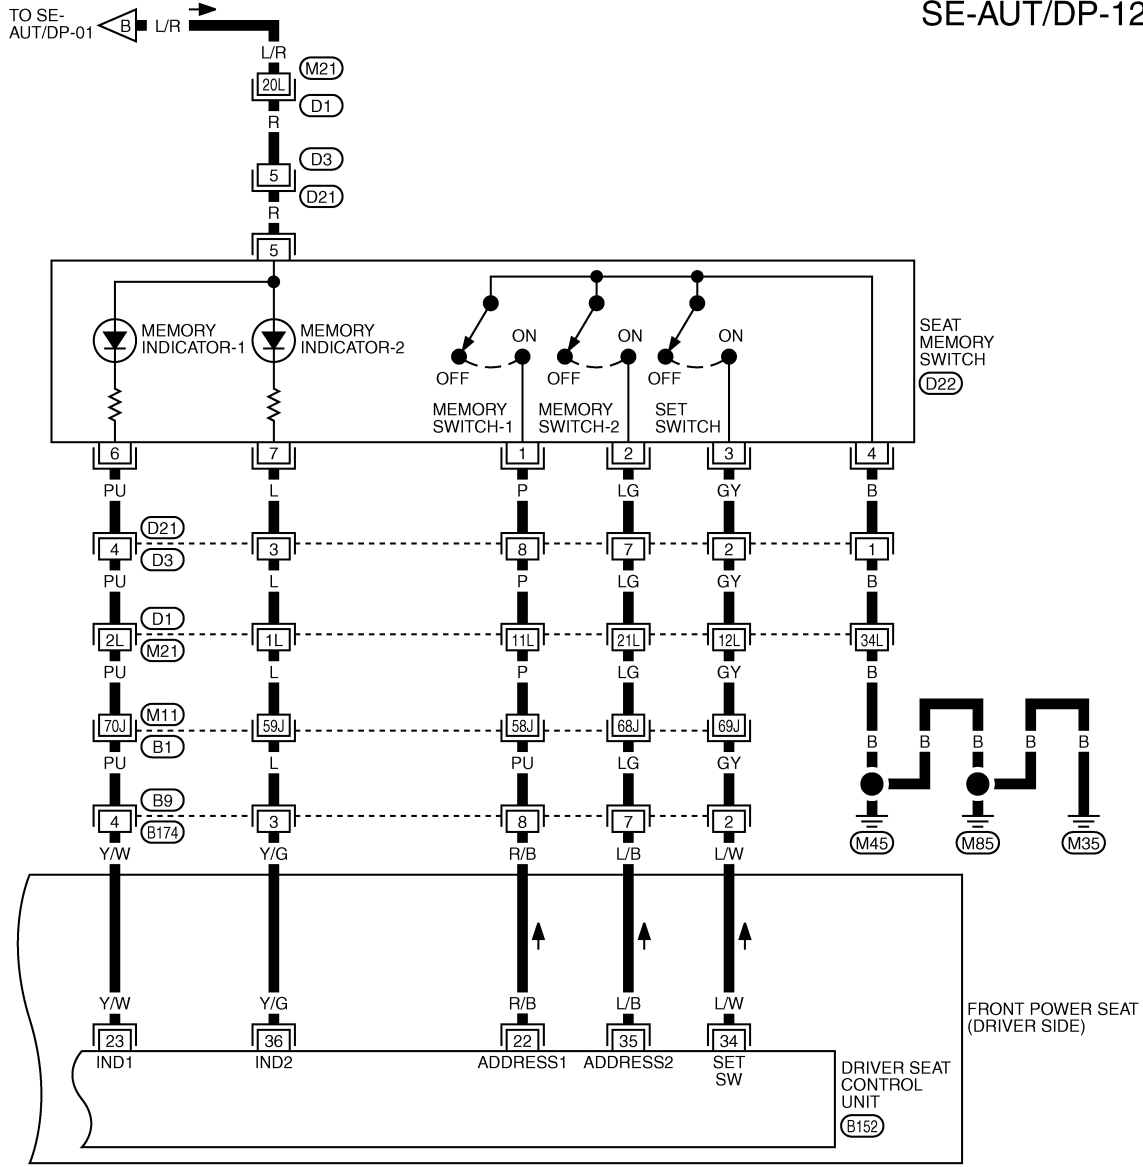 SE-AUT/DP-12
TO SE-
AUT/DP-01
B
L/R
L/R
20L
M21
D1
R
5
D3
D21
R
5
MEMORY
INDICATOR-1
MEMORY
INDICATOR-2
OFF
ON
OFF
ON
OFF
ON
MEMORY
SWITCH-1
MEMORY
SWITCH-2
SET
SWITCH
SEAT
MEMORY
SWITCH
D22
6 7 1 2 3 4
PU L P LG GY B
D21
4 3 8 7 2 1
D3
PU L P LG GY B
D1
2L 1L 11L 21L 12L 34L
M21
PU L P LG GY B
M11
70J 59J 58J 68J 69J
B1
B B B B B
PU L PU LG GY
B9
4 3 8 7 2
B174
M45 M85 M35
Y/W Y/G R/B L/B L/W
Y/W Y/G R/B L/B L/W
23 36 22 35 34
IND1 IND2 ADDRESS1 ADDRESS2 SET
SW
FRONT POWER SEAT
(DRIVER SIDE)
DRIVER SEAT
CONTROL
UNIT
B152